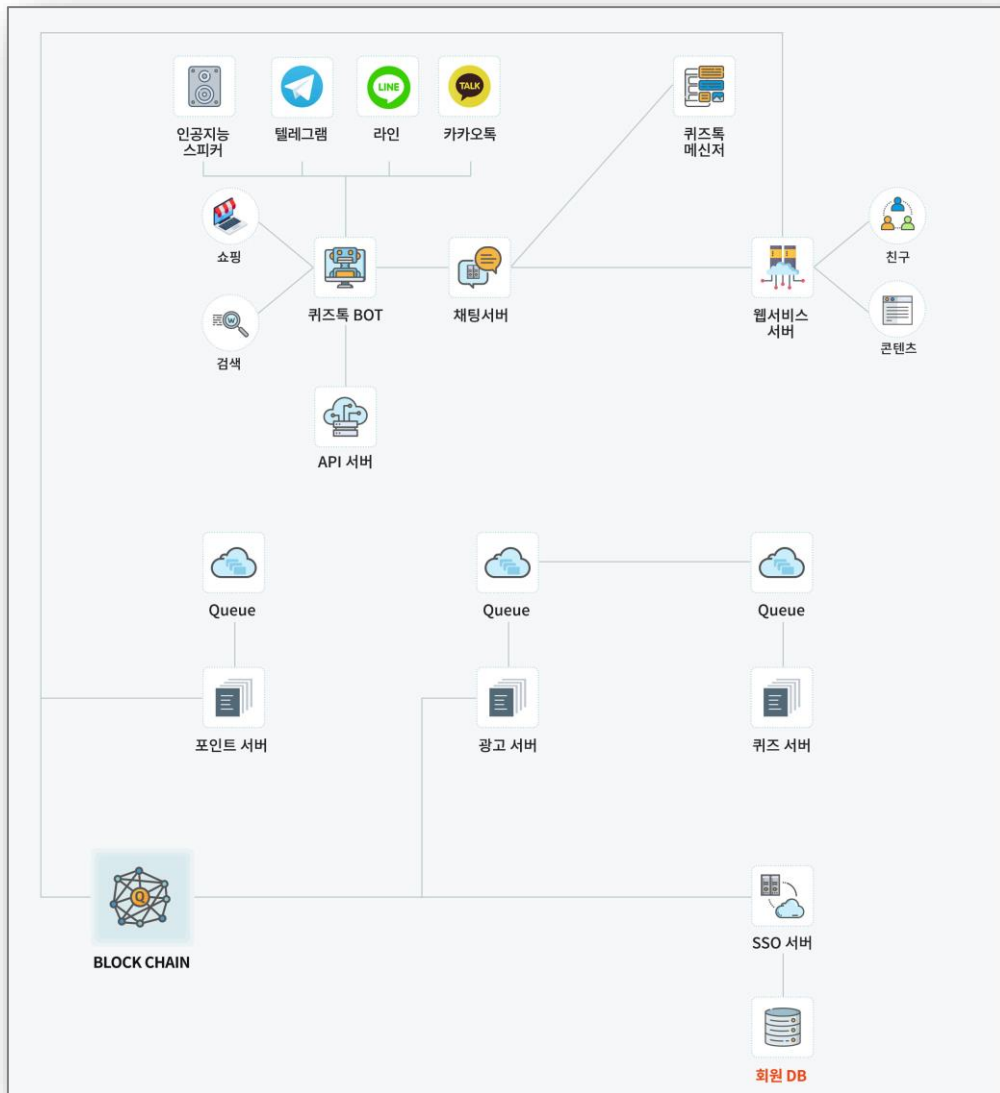 LINE
TALK
인공지능
스피커
텔레그램
라인
카카오톡
퀴즈톡
메신저
쇼핑
친구
퀴즈톡 BOT
채팅서버
웹서비스
서버
W
검색
콘텐츠
API 서버
Queue
Queue
Queue
포인트 서버
광고 서버
퀴즈 서버
Q
SSO 서버
BLOCK CHAIN
회원 DB